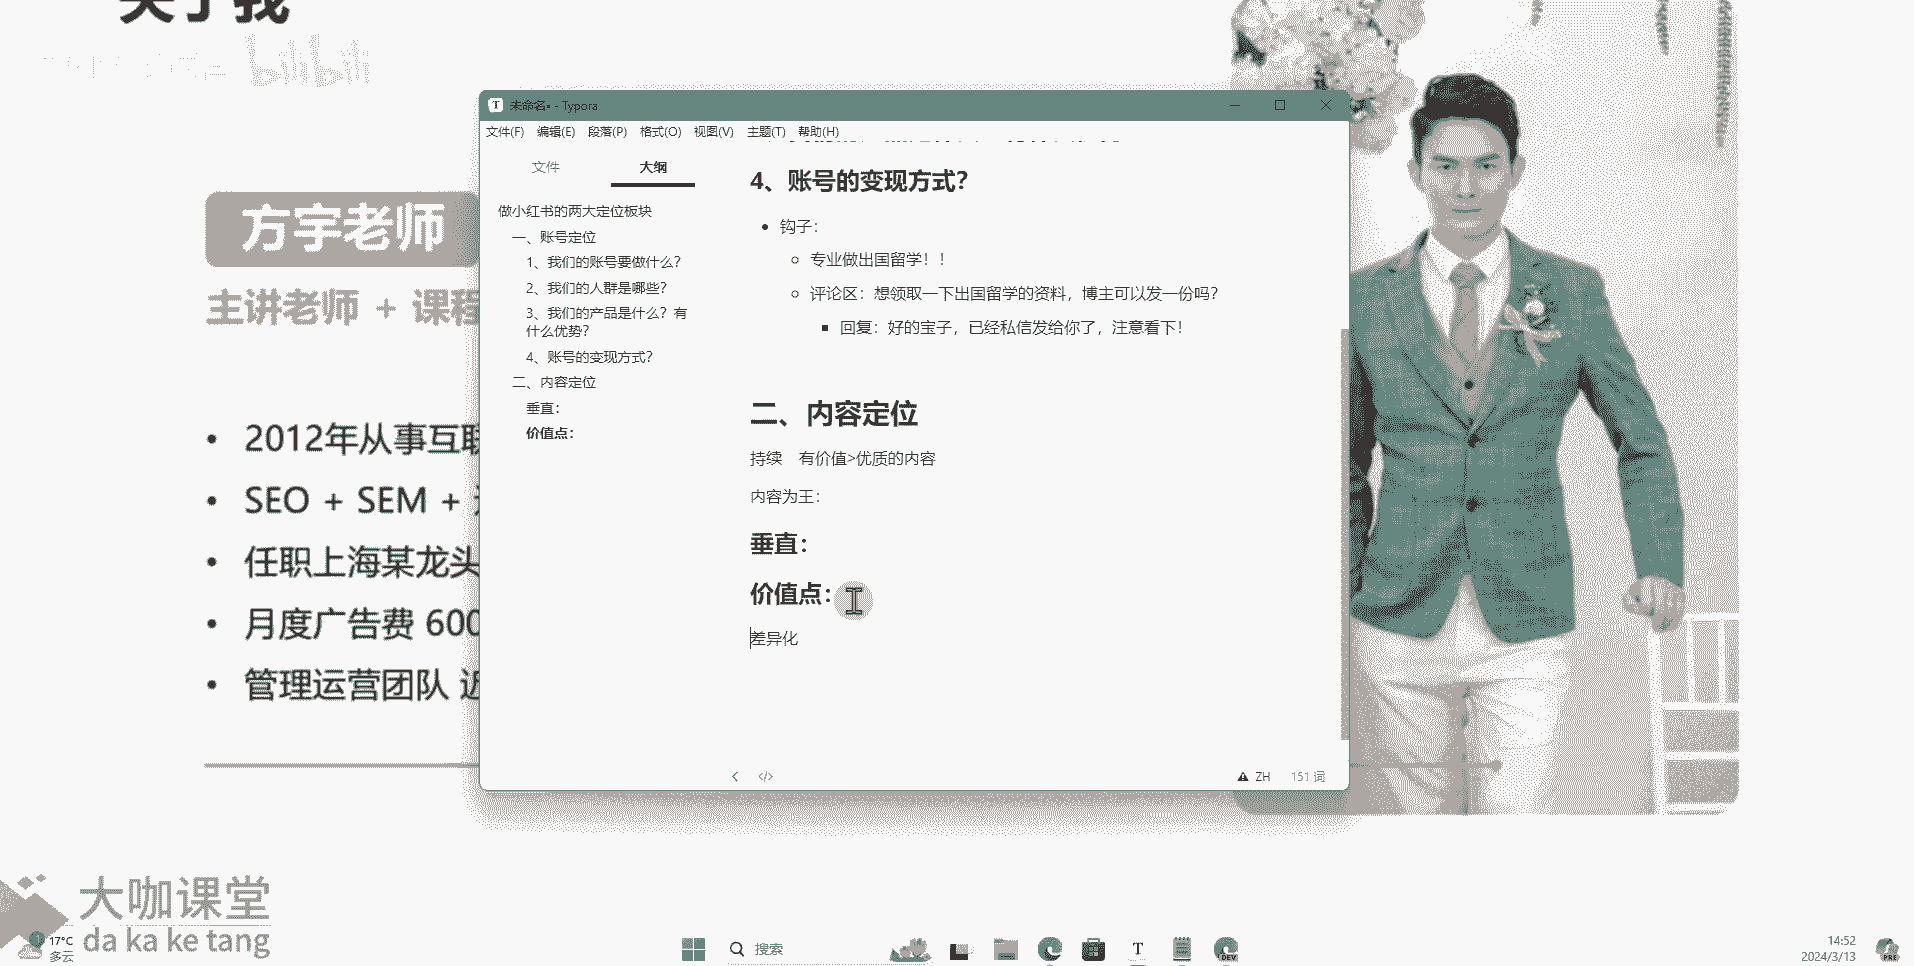 关于我
bilibili
方宇老师
主讲老师 + 课程
2012年从事互联
SEO + SEM +
任职上海某龙头
月度广告费 600
管理运营团队 近
未命名• - Typora
文件(F) 编辑(E) 段落(P) 格式(O) 视图(V) 主题(T) 帮助(H)
文件 大纲
做小红书的两大定位板块
一、账号定位
1、我们的账号要做什么？
2、我们的人群是哪些？
3、我们的产品是什么？有
什么优势？
4、账号的变现方式？
二、内容定位
垂直：
价值点：
4、账号的变现方式？
钩子：
专业做出国留学！！
评论区：想领取一下出国留学的资料，博主可以发一份吗？
回复：好的宝子，已经私信发给你了，注意看下！
二、内容定位
持续 有价值>优质的内容
内容为王：
垂直：
价值点：
差异化
</> ZH 151 词
大咖课堂
da ka ke tang
1
17°C
多云
搜索
T
DEV
14:52
2024/3/13
PRE